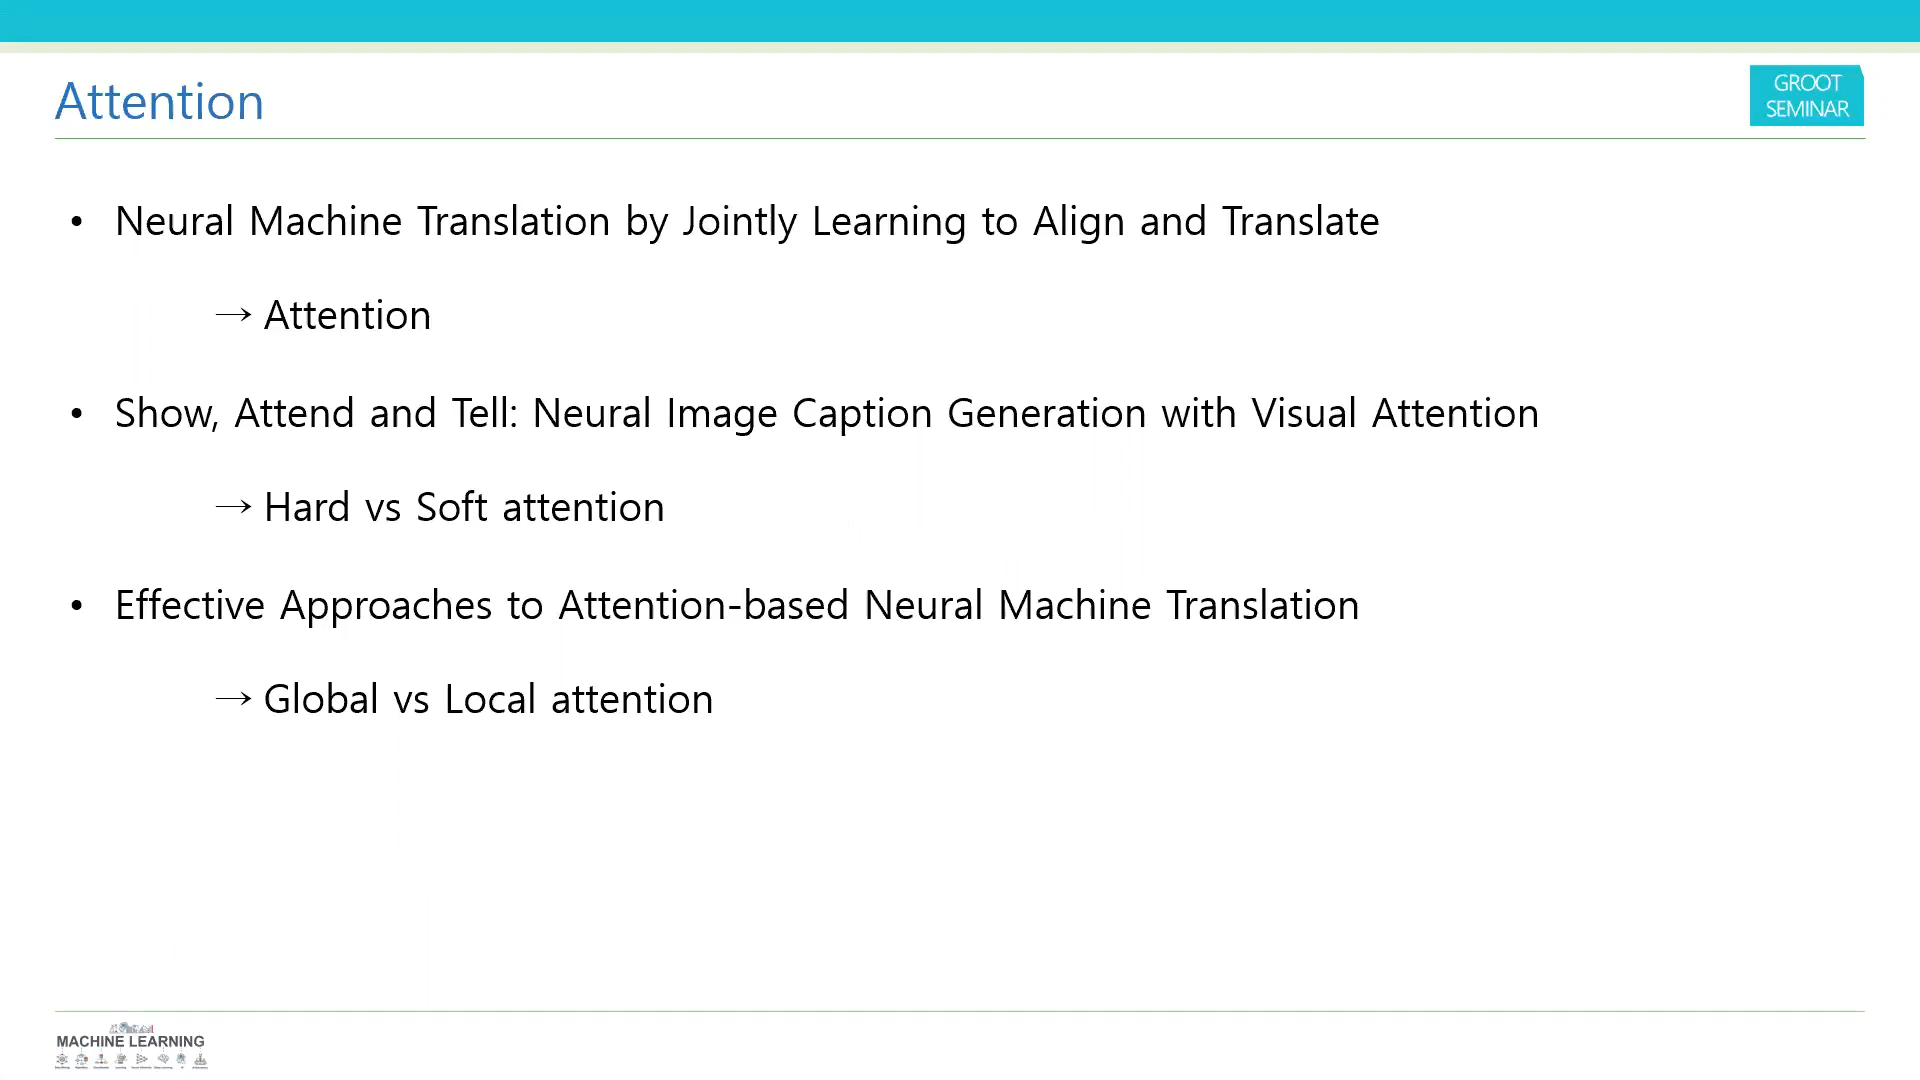 Attention
GROOT
SEMINAR
• Neural Machine Translation by Jointly Learning to Align and Translate
→ Attention
• Show, Attend and Tell: Neural Image Caption Generation with Visual Attention
→ Hard vs Soft attention
• Effective Approaches to Attention-based Neural Machine Translation
→ Global vs Local attention
MACHINE LEARNING